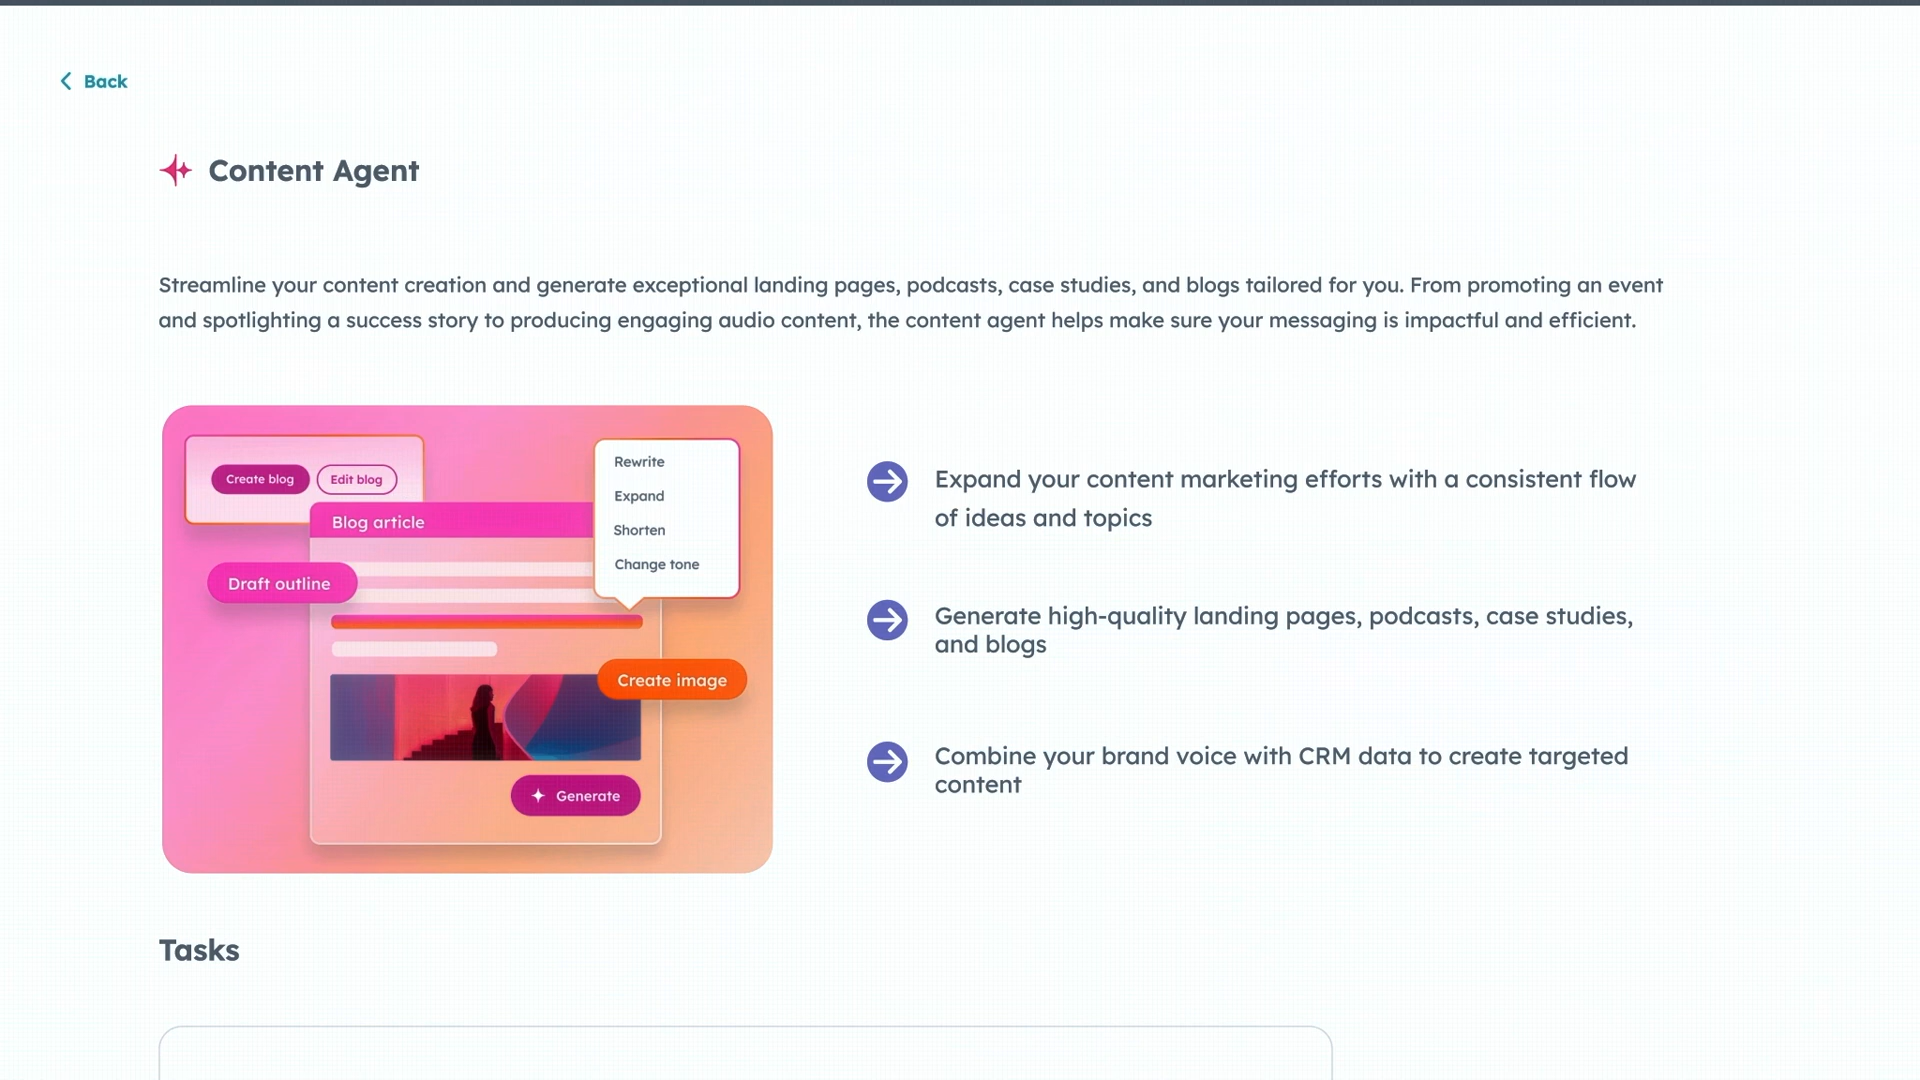 Back
Content Agent
Streamline your content creation and generate exceptional landing pages, podcasts, case studies, and blogs tailored for you. From promoting an event
and spotlighting a success story to producing engaging audio content, the content agent helps make sure your messaging is impactful and efficient.
Create blog
Edit blog
Blog article
Draft outline
Rewrite
Expand
Shorten
Change tone
Create image
Generate
Expand your content marketing efforts with a consistent flow
of ideas and topics
Generate high-quality landing pages, podcasts, case studies,
and blogs
Combine your brand voice with CRM data to create targeted
content
Tasks